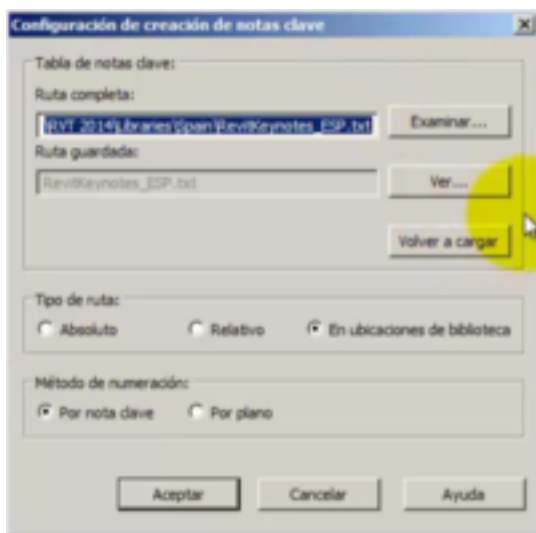 Configuración de creación de notas clave
Tabla de notas clave:
Ruta completa:
\RVT 2014\Libraries\Spain\RevitKeynotes_ESP.txt
Examinar...
Ruta guardada:
RevitKeynotes_ESP.txt
Ver...
Volver a cargar
Tipo de ruta:
Absoluto Relativo En ubicaciones de biblioteca
Método de numeración:
Por nota clave Por plano
Aceptar Cancelar Ayuda